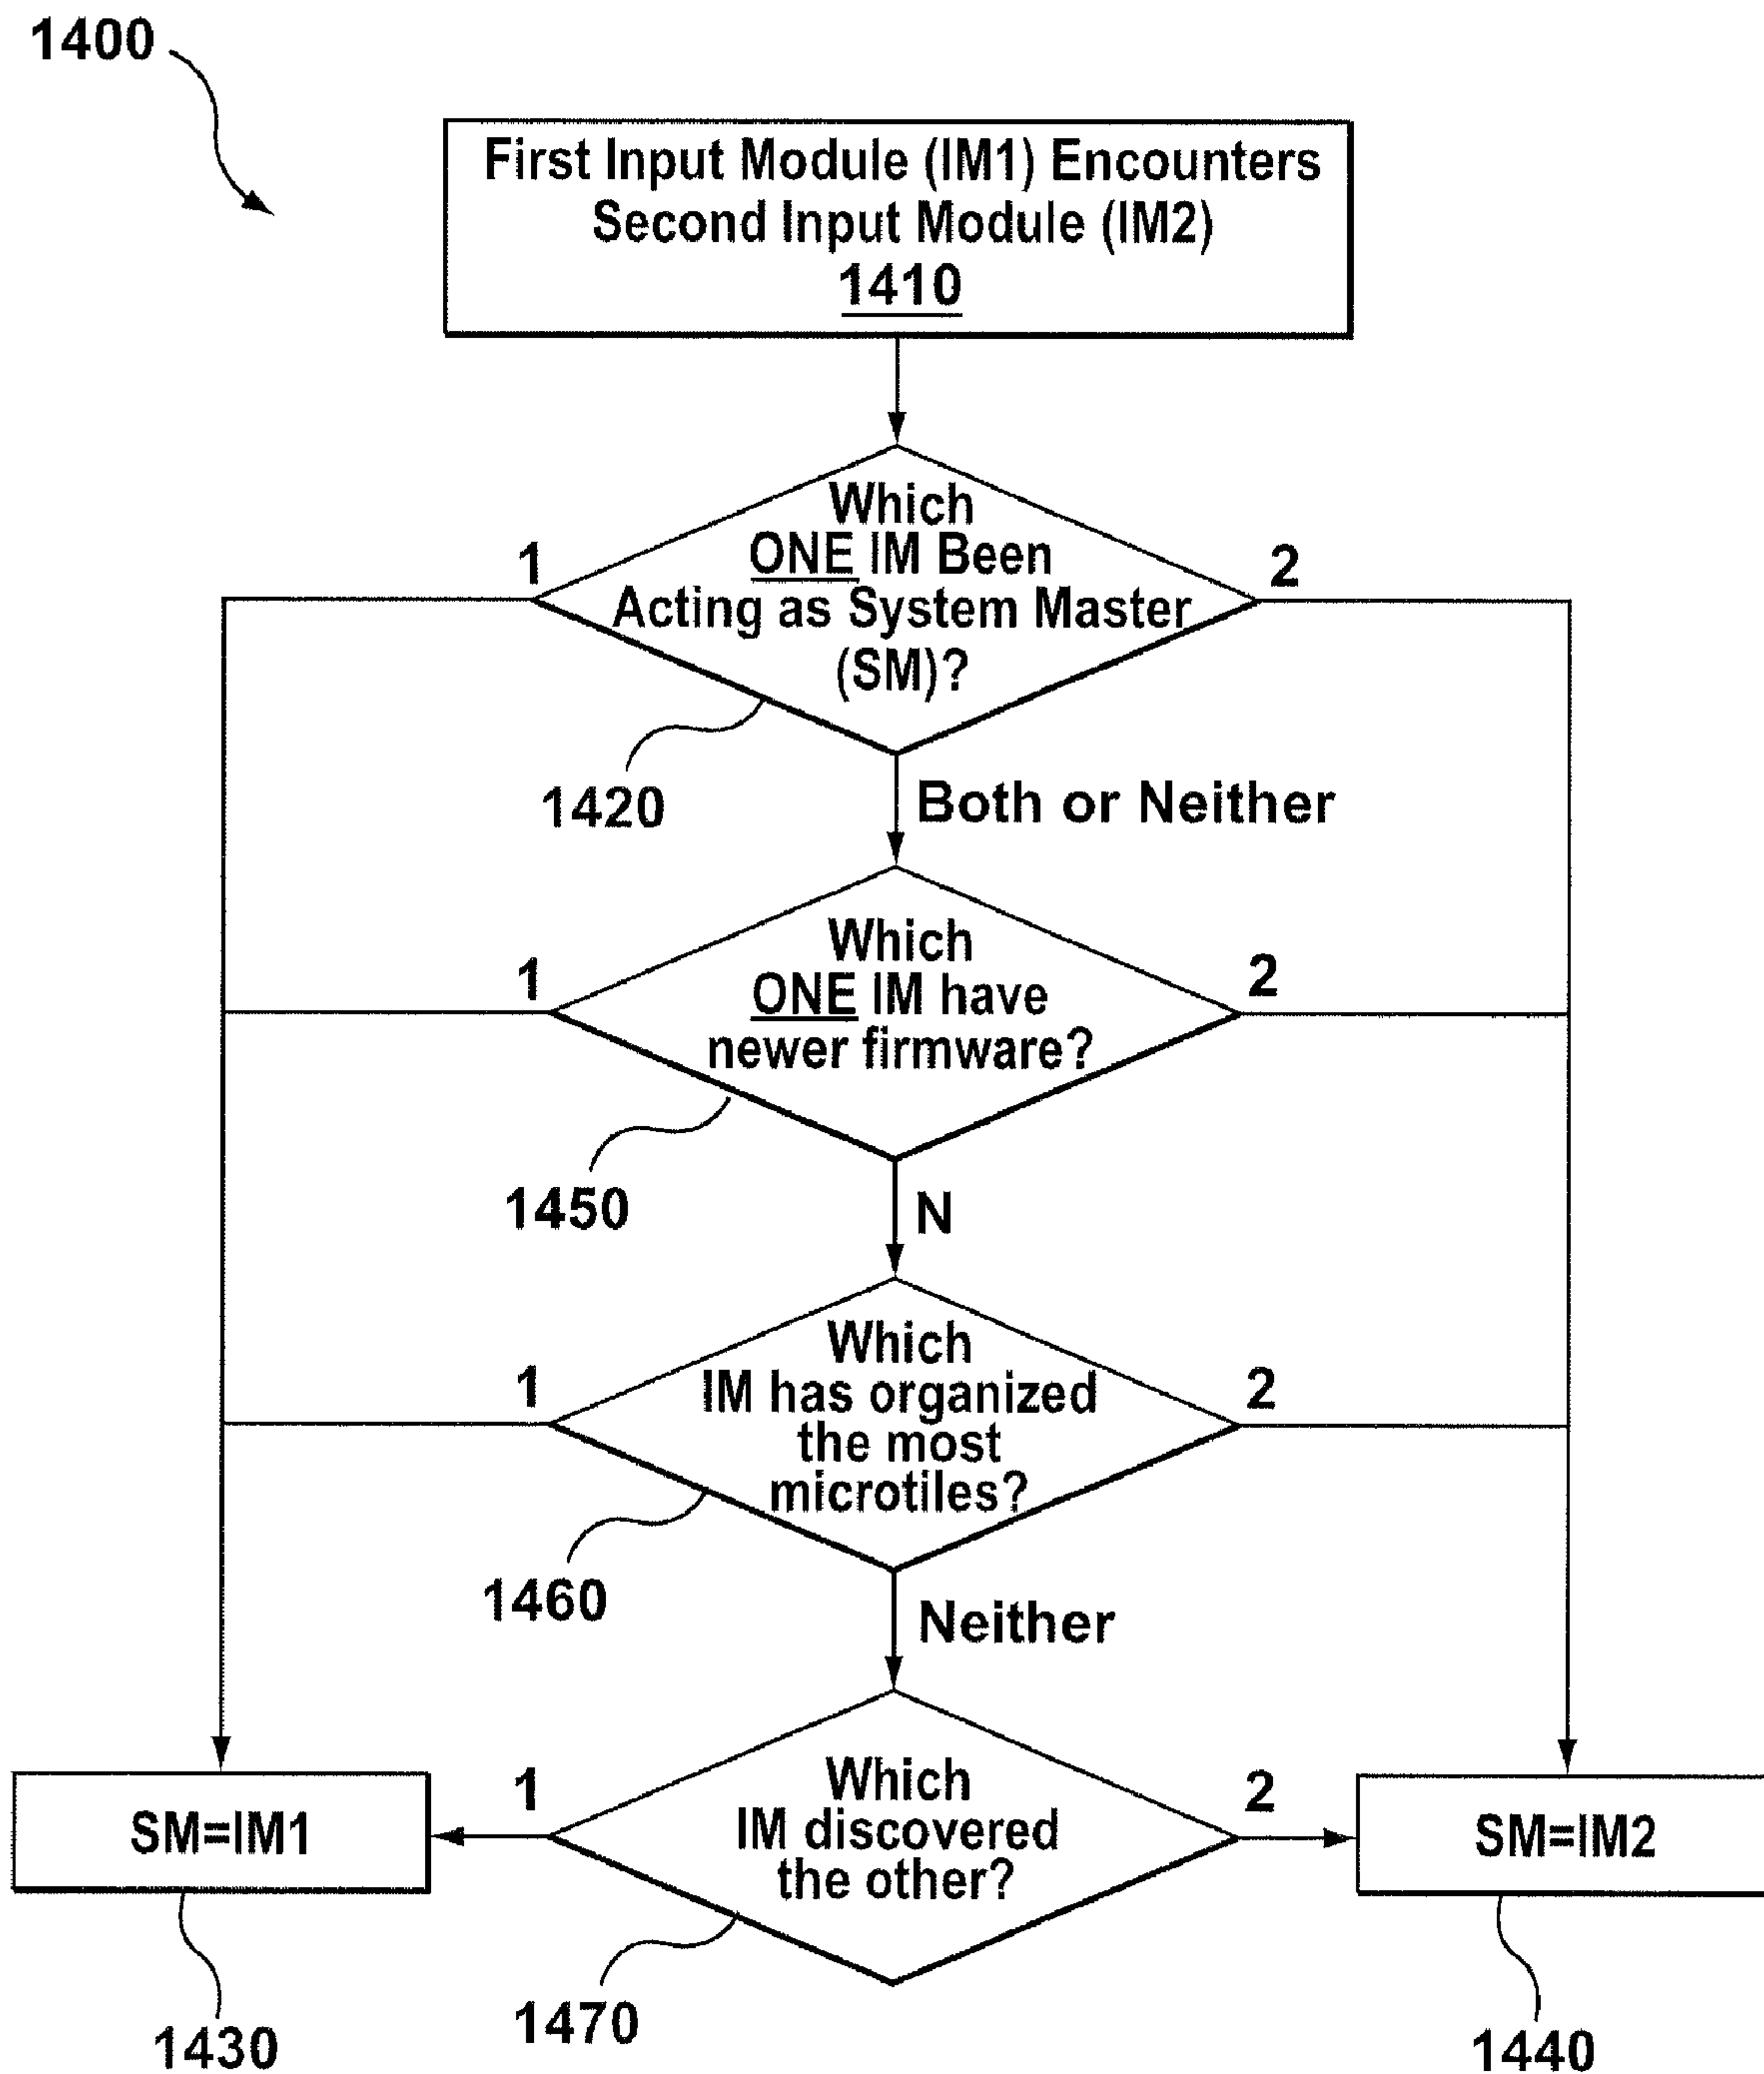 1400
First Input Module (IM1) Encounters
Second Input Module (IM2)
1410
Which
ONE IM Been
Acting as System Master
(SM)?
1
2
1420
Both or Neither
Which
ONE IM have
newer firmware?
1
2
1450
N
Which
IM has organized
the most
microtiles?
1
2
1460
Neither
Which
IM discovered
the other?
1
2
SM=IM1
SM=IM2
1430
1470
1440